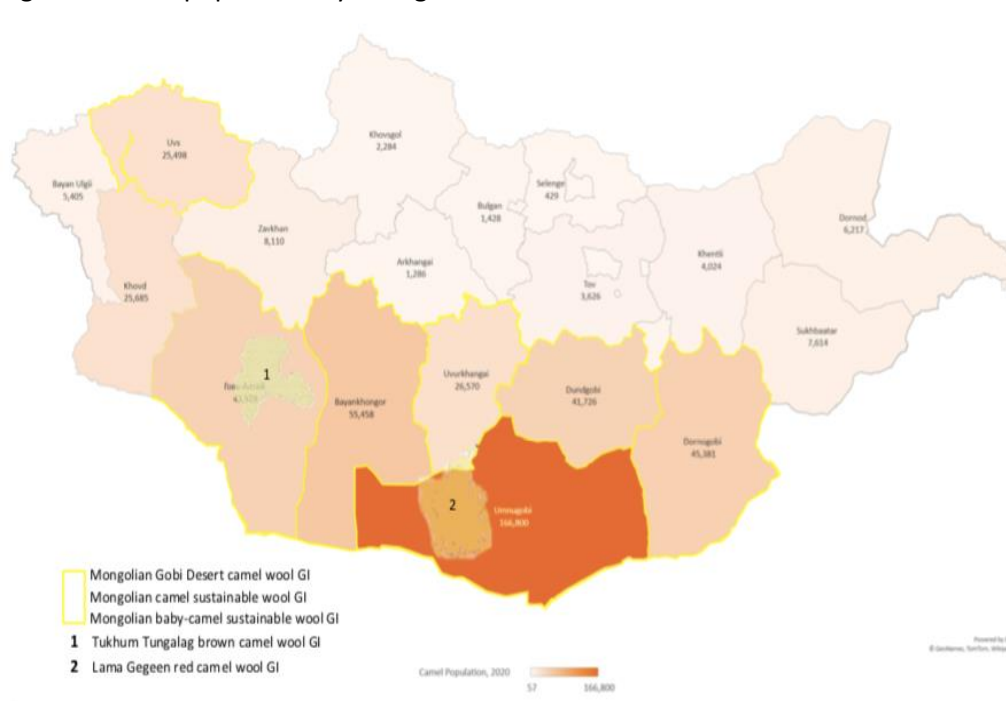 Khovsgol
2,284
Uvs
25,498
Bayan Ulgii
5,405
Selenge
429
Bulgan
1,428
Dornod
6,217
Zavkhan
8,110
Khentii
4,024
Arkhangai
1,286
Khovd
25,685
Tov
3,626
Sukhbaatar
7,614
1
Uvurkhangai
26,570
Dundgobi
41,726
Bayankhongor
55,458
Dornogobi
45,381
2
Umnugobi
166,800
Mongolian Gobi Desert camel wool GI
Mongolian camel sustainable wool GI
Mongolian baby-camel sustainable wool GI
1 Tukhum Tungalag brown camel wool GI
2 Lama Gegeen red camel wool GI
Camel Population, 2020
57 166,800
Powered by
© GeoNames, TomTom,